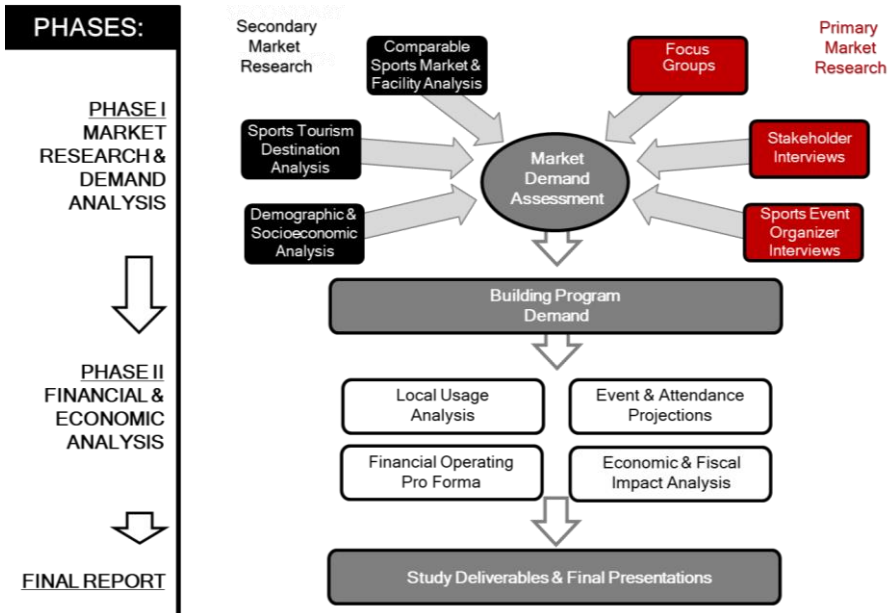 PHASES:
PHASE I
MARKET
RESEARCH &
DEMAND
ANALYSIS
PHASE II
FINANCIAL &
ECONOMIC
ANALYSIS
FINAL REPORT
Secondary
Market
Research
Comparable
Sports Market &
Facility Analysis
Focus
Groups
Primary
Market
Research
Sports Tourism
Destination
Analysis
Market
Demand
Assessment
Stakeholder
Interviews
Demographic &
Socioeconomic
Analysis
Sports Event
Organizer
Interviews
Building Program
Demand
Local Usage
Analysis
Event & Attendance
Projections
Financial Operating
Pro Forma
Economic & Fiscal
Impact Analysis
Study Deliverables & Final Presentations